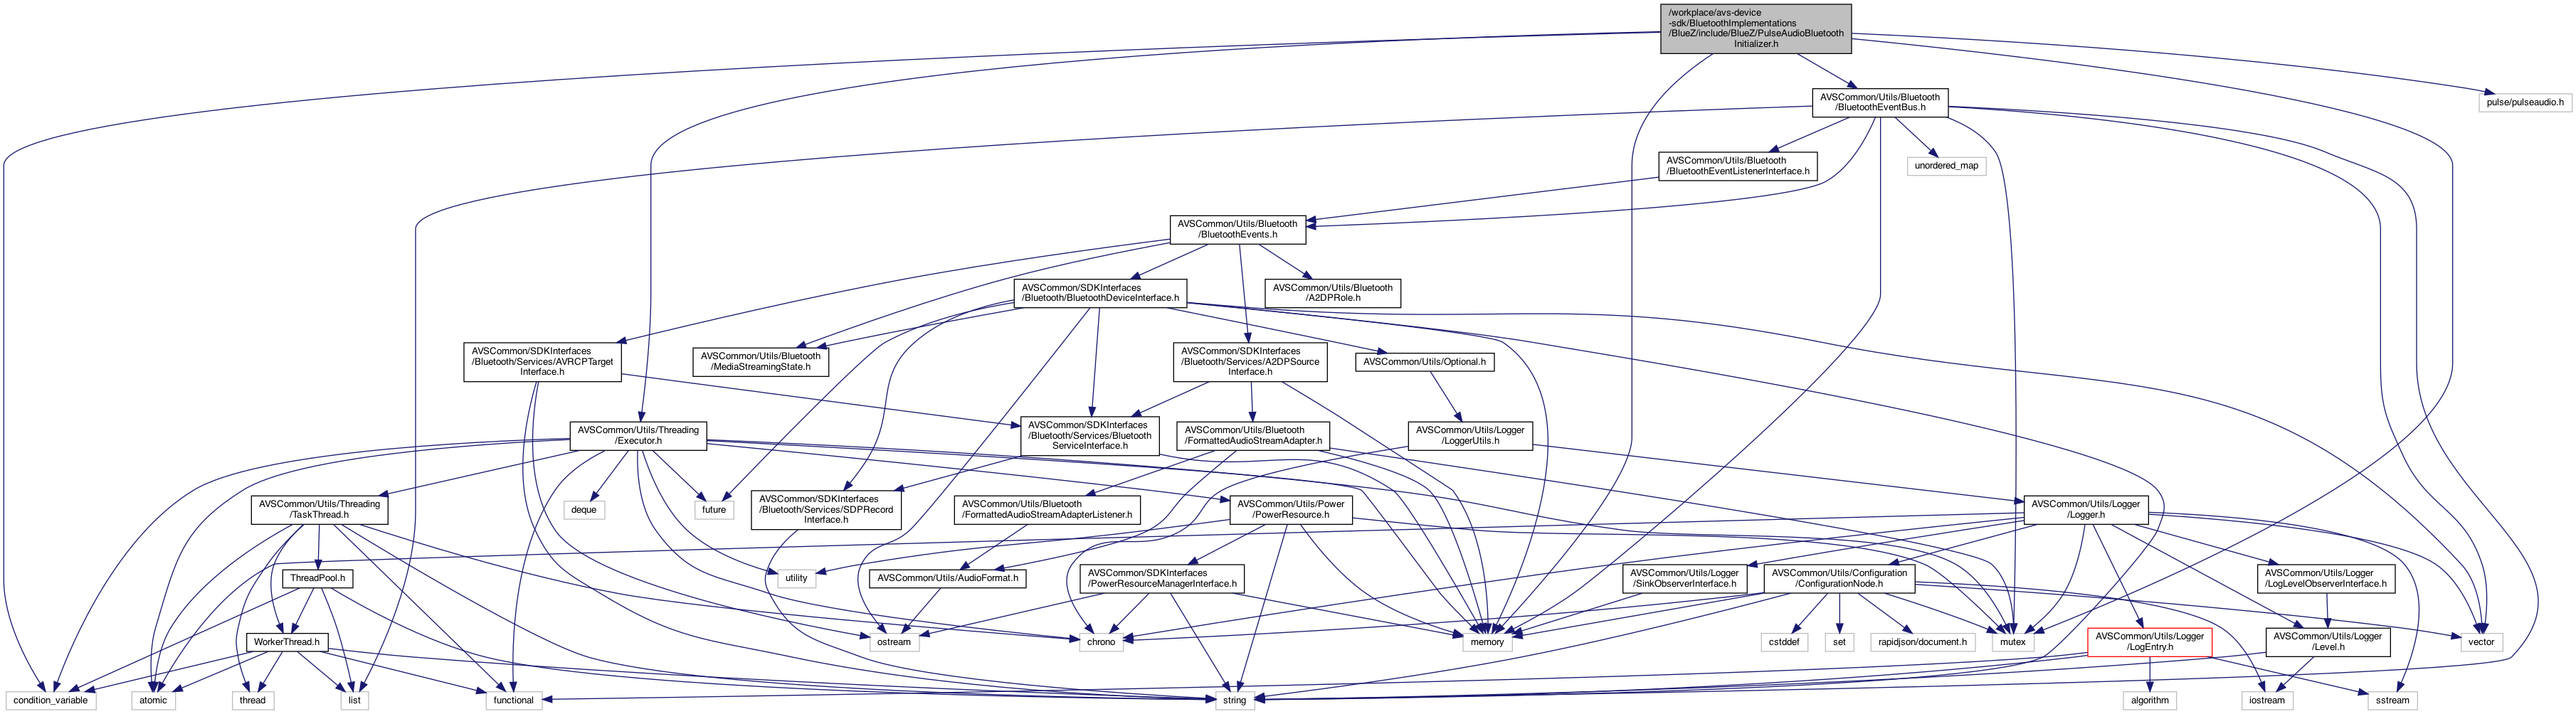 /workplace/avs-device
-sdk/BluetoothImplementations
/BlueZ/include/BlueZ/PulseAudioBluetooth
Initializer.h
AVSCommon/Utils/Bluetooth
/BluetoothEventBus.h
pulse/pulseaudio.h
AVSCommon/Utils/Bluetooth
/BluetoothEventListenerInterface.h
unordered_map
AVSCommon/Utils/Bluetooth
/BluetoothEvents.h
AVSCommon/SDKInterfaces
/Bluetooth/BluetoothDeviceInterface.h
AVSCommon/Utils/Bluetooth
/A2DPRole.h
AVSCommon/SDKInterfaces
/Bluetooth/Services/AVRCPTarget
Interface.h
AVSCommon/Utils/Bluetooth
/MediaStreamingState.h
AVSCommon/SDKInterfaces
/Bluetooth/Services/A2DPSource
Interface.h
AVSCommon/Utils/Optional.h
AVSCommon/Utils/Threading
/Executor.h
AVSCommon/SDKInterfaces
/Bluetooth/Services/Bluetooth
ServiceInterface.h
AVSCommon/Utils/Bluetooth
/FormattedAudioStreamAdapter.h
AVSCommon/Utils/Logger
/LoggerUtils.h
AVSCommon/Utils/Threading
/TaskThread.h
deque
future
AVSCommon/SDKInterfaces
/Bluetooth/Services/SDPRecord
Interface.h
AVSCommon/Utils/Bluetooth
/FormattedAudioStreamAdapterListener.h
AVSCommon/Utils/Power
/PowerResource.h
AVSCommon/Utils/Logger
/Logger.h
ThreadPool.h
utility
AVSCommon/Utils/AudioFormat.h
AVSCommon/SDKInterfaces
/PowerResourceManagerInterface.h
AVSCommon/Utils/Logger
/SinkObserverInterface.h
AVSCommon/Utils/Configuration
/ConfigurationNode.h
AVSCommon/Utils/Logger
/LogLevelObserverInterface.h
WorkerThread.h
ostream
chrono
memory
cstddef
set
rapidjson/document.h
mutex
AVSCommon/Utils/Logger
/LogEntry.h
AVSCommon/Utils/Logger
/Level.h
vector
condition_variable
atomic
thread
list
functional
string
algorithm
iostream
sstream